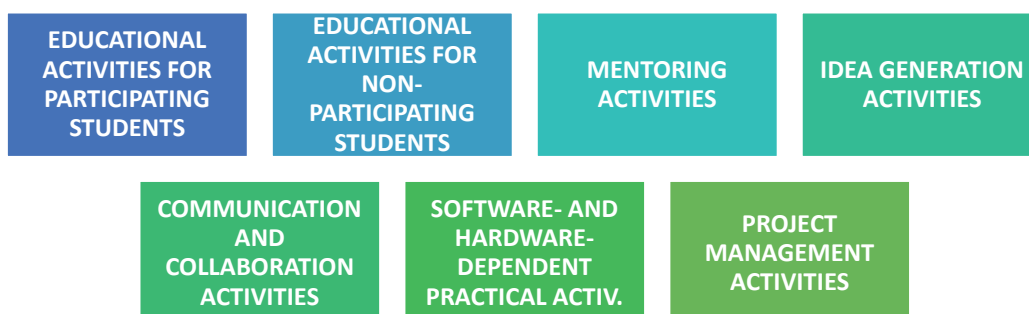 EDUCATIONAL
ACTIVITIES FOR
PARTICIPATING
STUDENTS
EDUCATIONAL
ACTIVITIES FOR
NON-
PARTICIPATING
STUDENTS
MENTORING
ACTIVITIES
IDEA GENERATION
ACTIVITIES
COMMUNICATION
AND
COLLABORATION
ACTIVITIES
SOFTWARE- AND
HARDWARE-
DEPENDENT
PRACTICAL ACTIV.
PROJECT
MANAGEMENT
ACTIVITIES